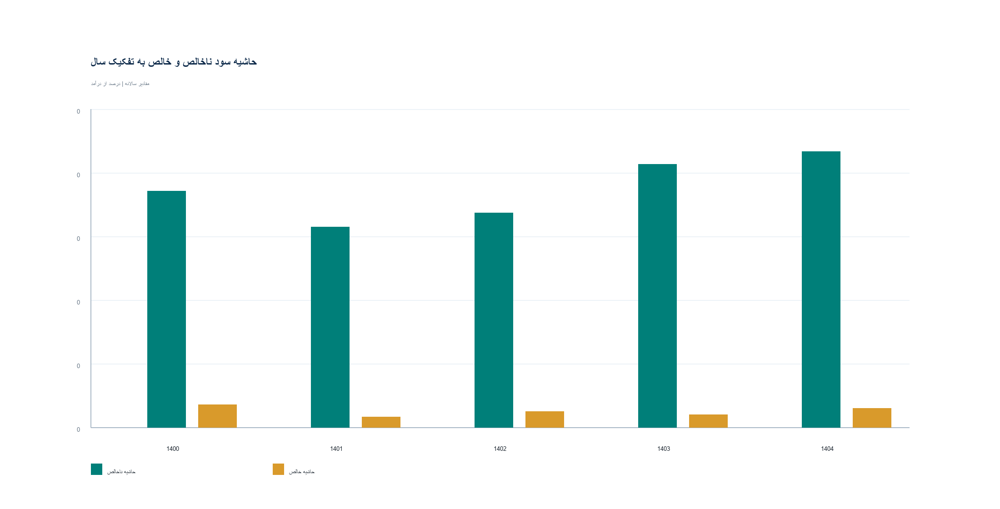 حاشیه سود ناخالص و خالص به تفکیک سال
مقادیر سالانه | درصد از درآمد
0
0
0
0
0
0
1400 1401 1402 1403 1404
حاشیه ناخالص
حاشیه خالص